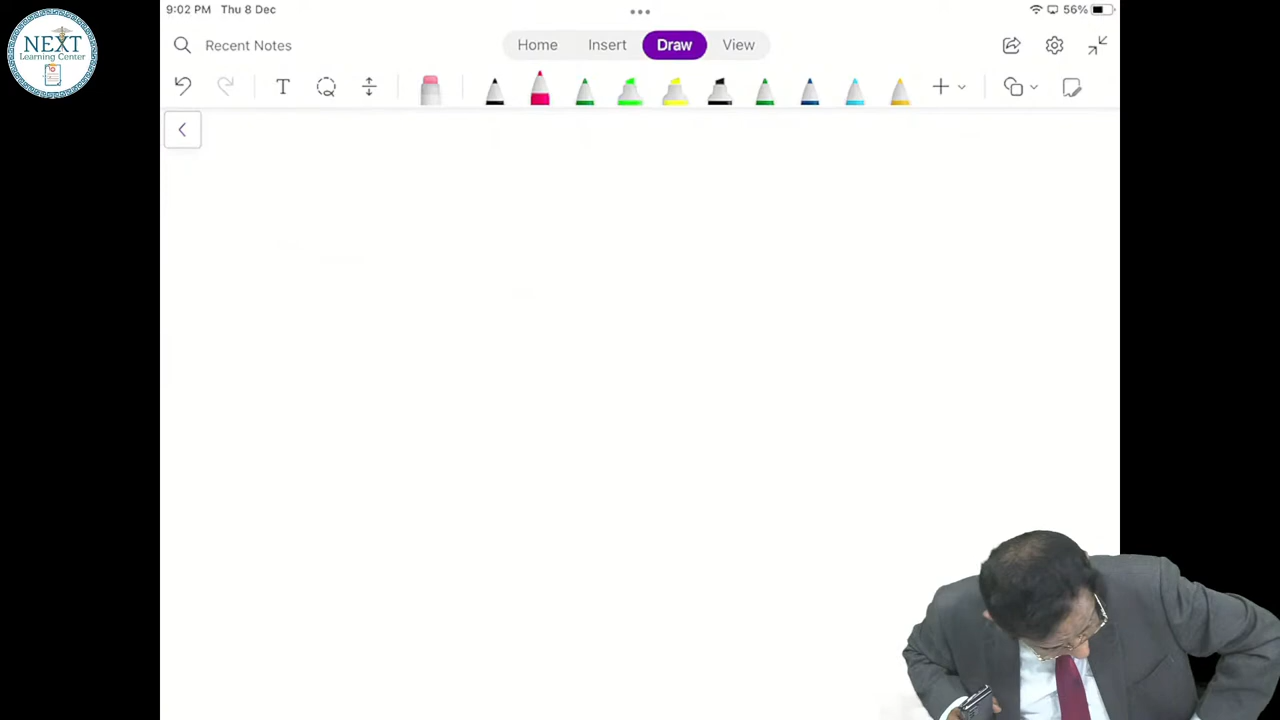 9:02 PM Thu 8 Dec
56%
NEXT
Learning Center
Recent Notes
Home Insert Draw View
T